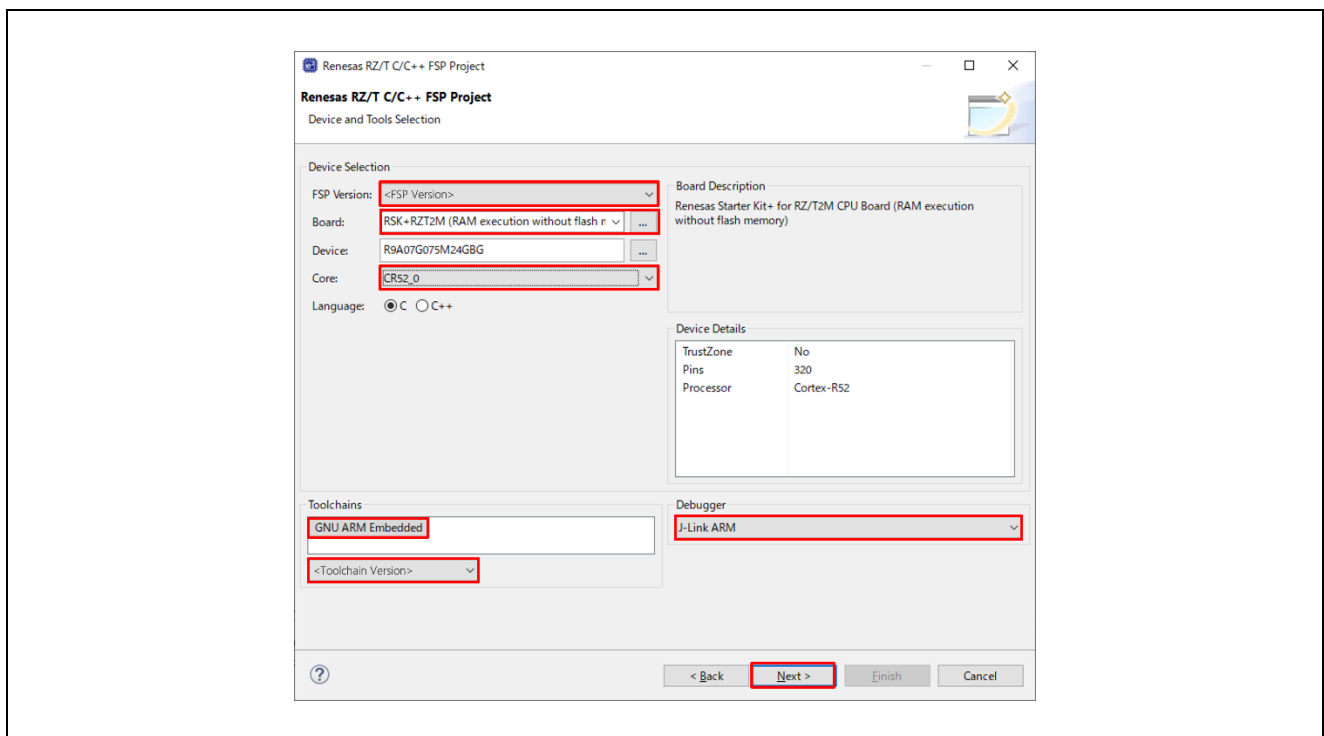 Renesas RZ/T C/C++ FSP Project
Renesas RZ/T C/C++ FSP Project
Device and Tools Selection
Device Selection
FSP Version: <FSP Version>
Board: RSK+RZT2M (RAM execution without flash r ...
Device: R9A07G075M24GBG ...
Core: CR52_0
Language: C C++
Board Description
Renesas Starter Kit+ for RZ/T2M CPU Board (RAM execution
without flash memory)
Device Details
TrustZone No
Pins 320
Processor Cortex-R52
Toolchains
GNU ARM Embedded
<Toolchain Version>
Debugger
J-Link ARM
?
< Back Next > Finish Cancel